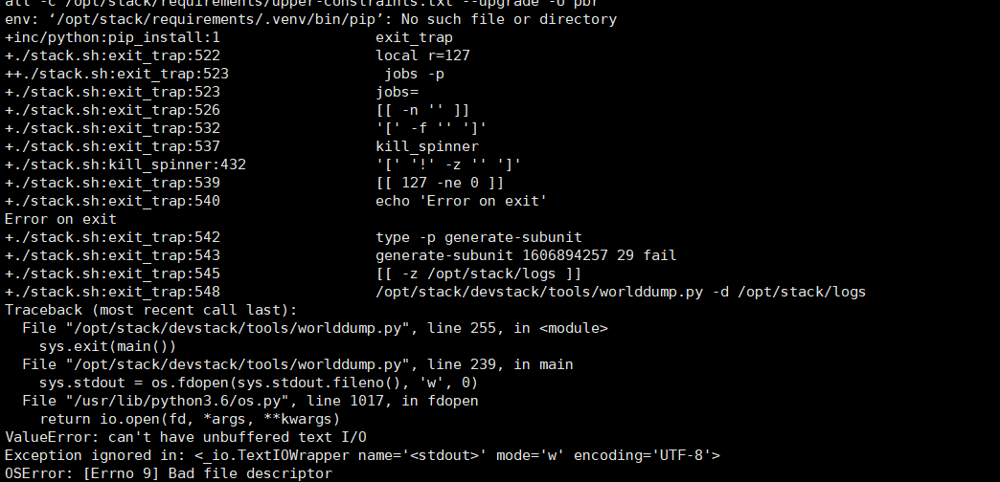 all -c /opt/stack/requirements/upper-constraints.txt --upgrade -U pbr
env: ‘/opt/stack/requirements/.venv/bin/pip’: No such file or directory
+inc/python:pip_install:1                 exit_trap
+./stack.sh:exit_trap:522                 local r=127
++./stack.sh:exit_trap:523                 jobs -p
+./stack.sh:exit_trap:523                 jobs=
+./stack.sh:exit_trap:526                 [[ -n '' ]]
+./stack.sh:exit_trap:532                 '[' -f '' ']'
+./stack.sh:exit_trap:537                 kill_spinner
+./stack.sh:kill_spinner:432              '[' '!' -z '' ']'
+./stack.sh:exit_trap:539                 [[ 127 -ne 0 ]]
+./stack.sh:exit_trap:540                 echo 'Error on exit'
Error on exit
+./stack.sh:exit_trap:542                 type -p generate-subunit
+./stack.sh:exit_trap:543                 generate-subunit 1606894257 29 fail
+./stack.sh:exit_trap:545                 [[ -z /opt/stack/logs ]]
+./stack.sh:exit_trap:548                 /opt/stack/devstack/tools/worlddump.py -d /opt/stack/logs
Traceback (most recent call last):
  File "/opt/stack/devstack/tools/worlddump.py", line 255, in <module>
    sys.exit(main())
  File "/opt/stack/devstack/tools/worlddump.py", line 239, in main
    sys.stdout = os.fdopen(sys.stdout.fileno(), 'w', 0)
  File "/usr/lib/python3.6/os.py", line 1017, in fdopen
    return io.open(fd, *args, **kwargs)
ValueError: can't have unbuffered text I/O
Exception ignored in: <_io.TextIOWrapper name='<stdout>' mode='w' encoding='UTF-8'>
OSError: [Errno 9] Bad file descriptor